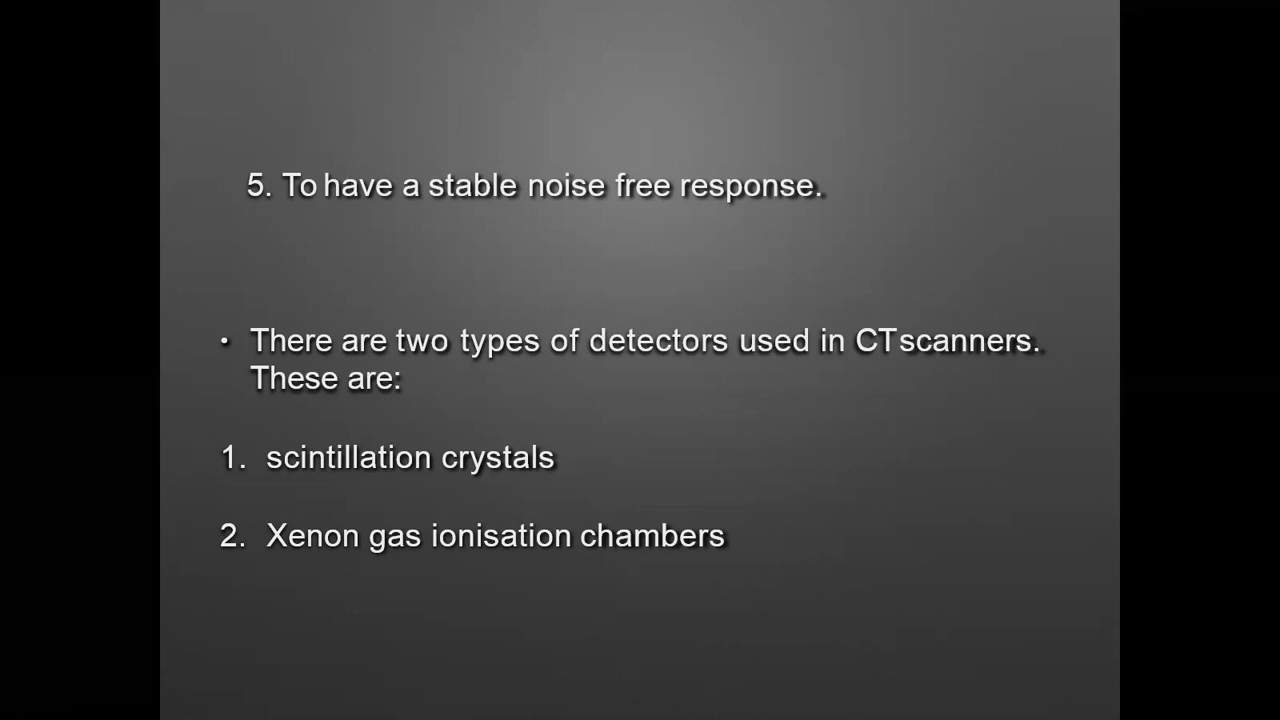 5. To have a stable noise free response.
• There are two types of detectors used in CTscanners.
These are:
1. scintillation crystals
2. Xenon gas ionisation chambers